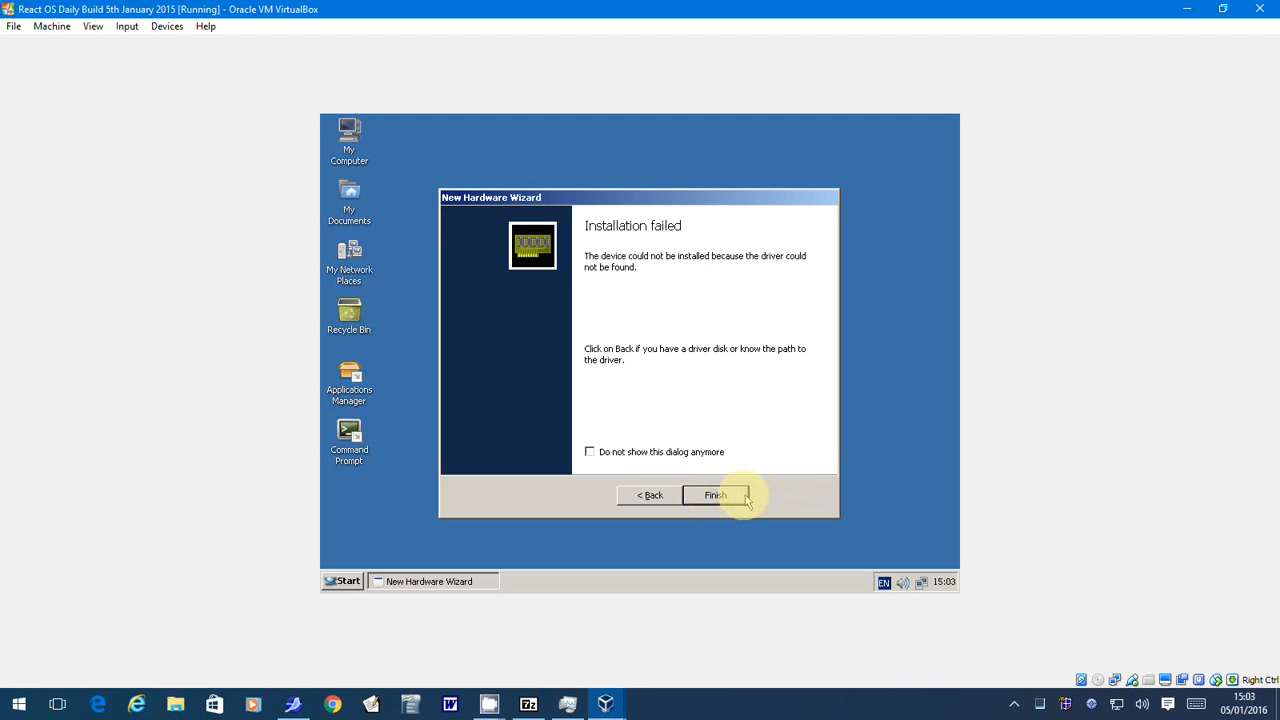 React OS Daily Build 5th January 2015 [Running] - Oracle VM VirtualBox
File Machine View Input Devices Help
My
Computer
My
Documents
My Network
Places
Recycle Bin
Applications
Manager
Command
Prompt
New Hardware Wizard
Installation failed
The device could not be installed because the driver could
not be found.
Click on Back if you have a driver disk or know the path to
the driver.
Do not show this dialog anymore
< Back Finish
Start New Hardware Wizard EN 15:03
Right Ctrl
15:03
05/01/2016